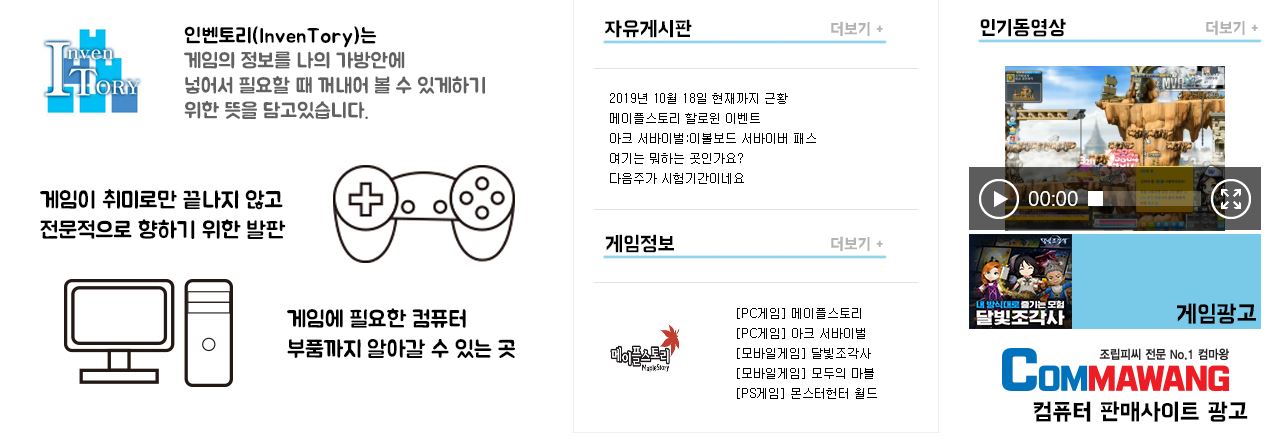 Inven
Tory
인벤토리(InvenTory)는
게임의 정보를 나의 가방안에
넣어서 필요할 때 꺼내어 볼 수 있게하기
위한 뜻을 담고있습니다.
게임이 취미로만 끝나지 않고
전문적으로 향하기 위한 발판
게임에 필요한 컴퓨터
부품까지 알아갈 수 있는 곳
자유게시판 더보기 +
2019년 10월 18일 현재까지 근황
메이플스토리 할로윈 이벤트
아크 서바이벌:이볼보드 서바이버 패스
여기는 뭐하는 곳인가요?
다음주가 시험기간이네요
게임정보 더보기 +
메이플스토리
MapleStory
[PC게임] 메이플스토리
[PC게임] 아크 서바이벌
[모바일게임] 달빛조각사
[모바일게임] 모두의 마블
[PS게임] 몬스터헌터 월드
인기동영상 더보기 +
00:00
달빛조각사
내 방식대로 즐기는 모험
달빛조각사
게임광고
조립피씨 전문 No.1 컴마왕
COMMAWANG
컴퓨터 판매사이트 광고